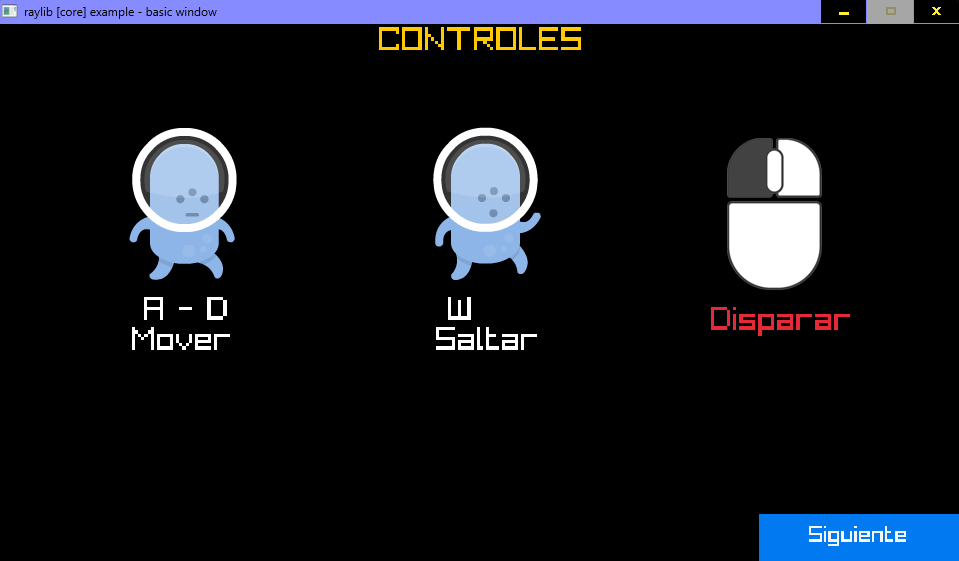 raylib [core] example - basic window
CONTROLES
A - D
Mover
W
Saltar
Disparar
Siguiente